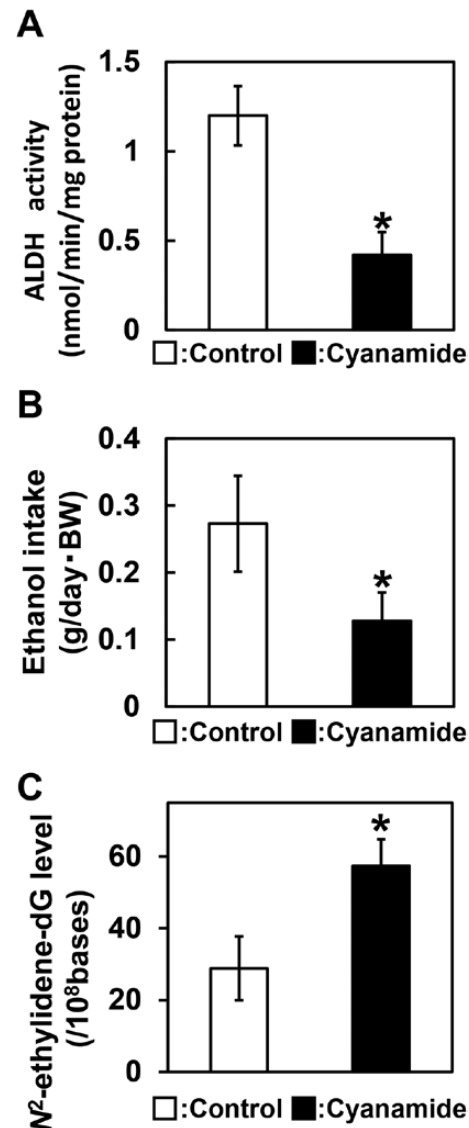 A
ALDH activity
(nmol/min/mg protein)
1.5
1
0.5
0
*
□:Control ■:Cyanamide
B
Ethanol intake
(g/day・BW)
0.4
0.3
0.2
0.1
0
*
□:Control ■:Cyanamide
C
N²-ethylidene-dG level
(/10⁸bases)
60
40
20
0
*
□:Control ■:Cyanamide